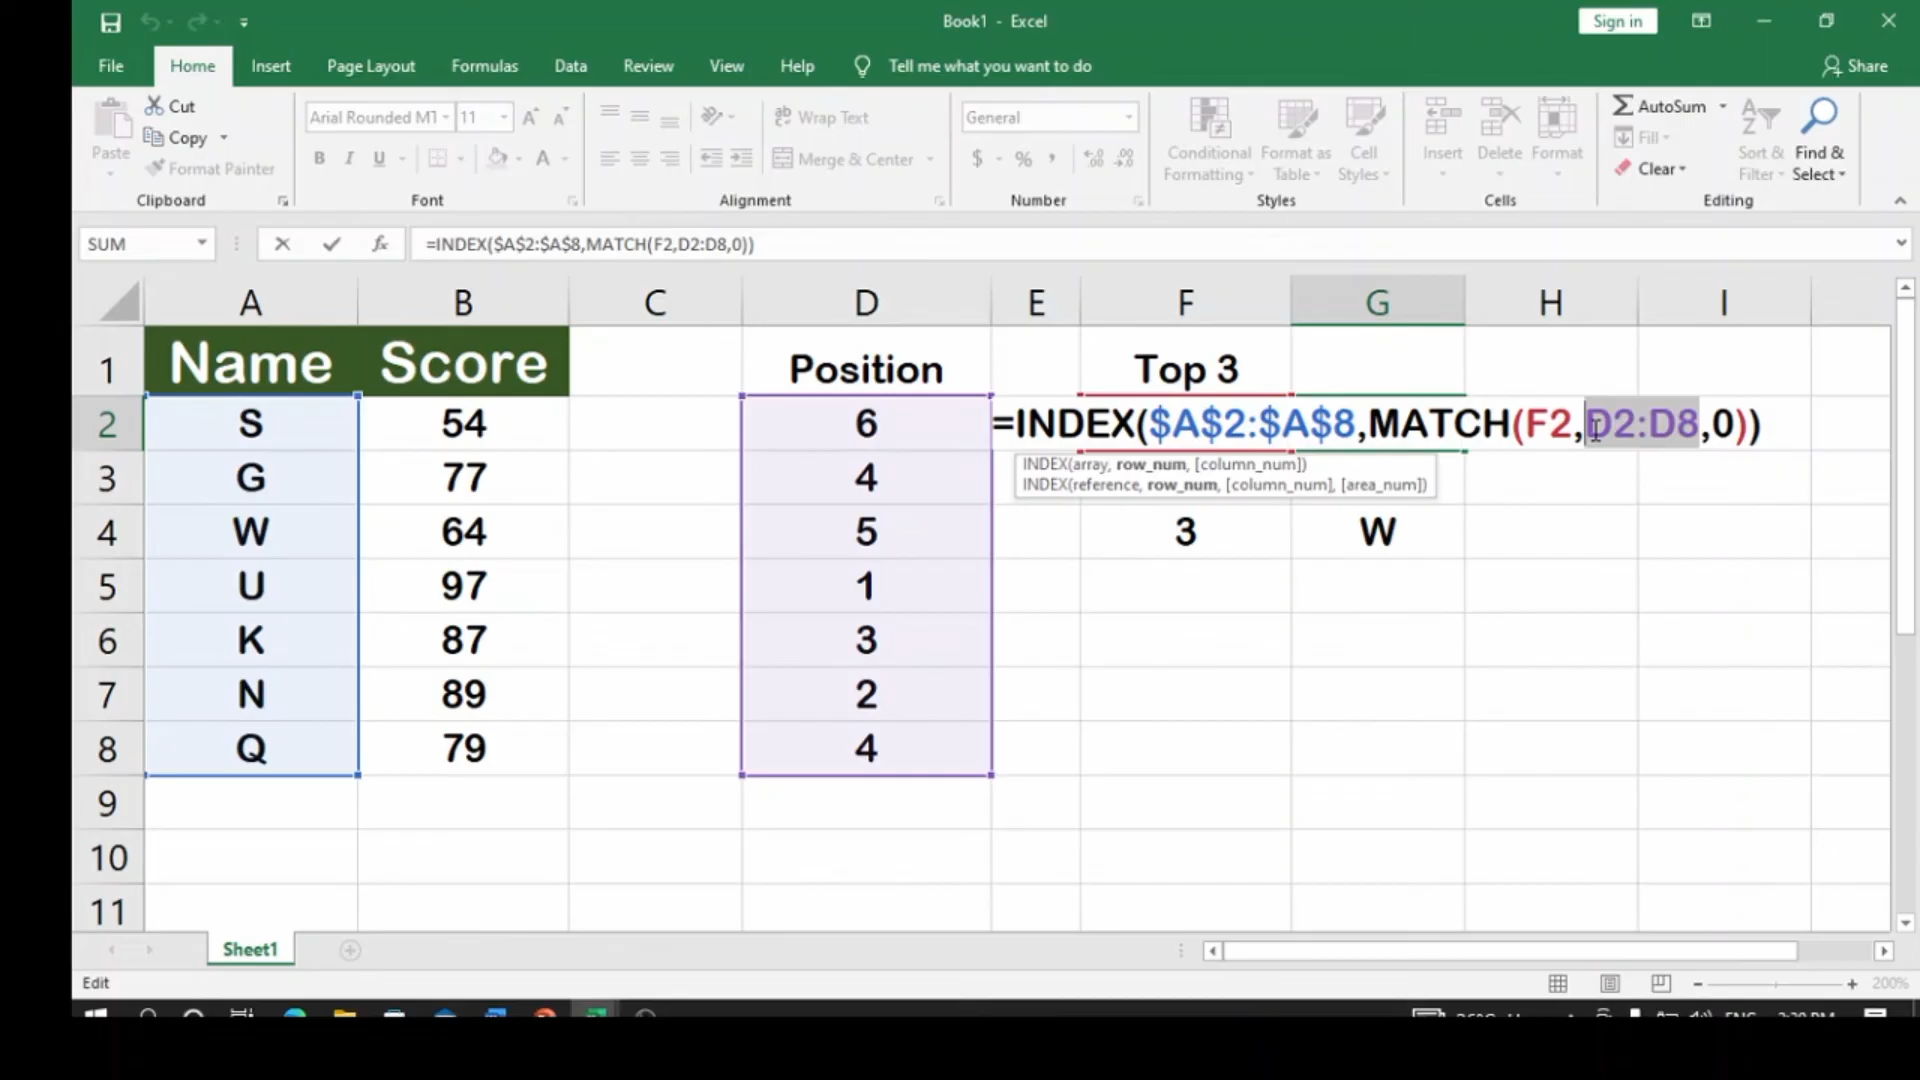 Book1 - Excel
Sign in
File Home Insert Page Layout Formulas Data Review View Help Tell me what you want to do Share
Paste Cut
Copy
Format Painter
Clipboard
Arial Rounded MT 11
B I U
Font
Wrap Text
Merge & Center
Alignment
General
$ % ,
Number
Conditional Formatting
Format as Table
Cell Styles
Styles
Insert Delete Format
Cells
AutoSum
Fill
Clear
Sort & Filter
Find & Select
Editing
SUM =INDEX($A$2:$A$8,MATCH(F2,D2:D8,0))
A B C D E F G H I
1 Name Score Position Top 3
2 S 54 6 =INDEX($A$2:$A$8,MATCH(F2,D2:D8,0))
INDEX(array, row_num, [column_num])
INDEX(reference, row_num, [column_num], [area_num])
3 G 77 4
4 W 64 5 3 W
5 U 97 1
6 K 87 3
7 N 89 2
8 Q 79 4
9
10
11
Sheet1
Edit 200%